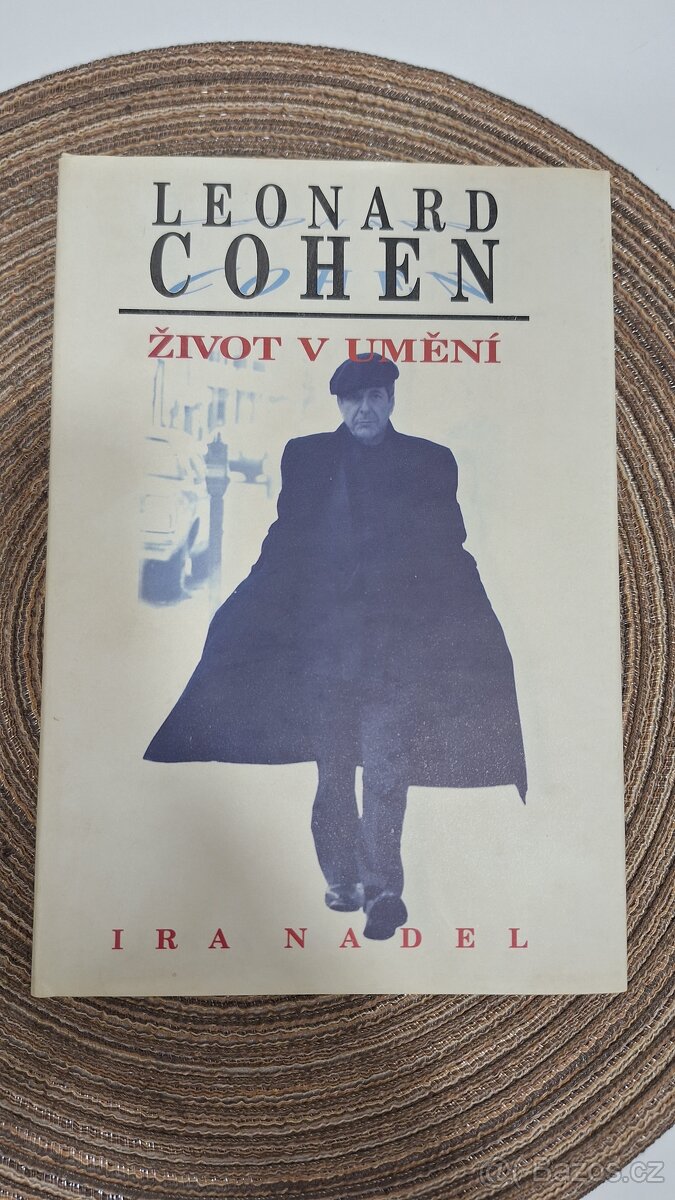 LEONARD
COHEN
ŽIVOT V UMĚNÍ
IRA NADEL
Bazos.cz